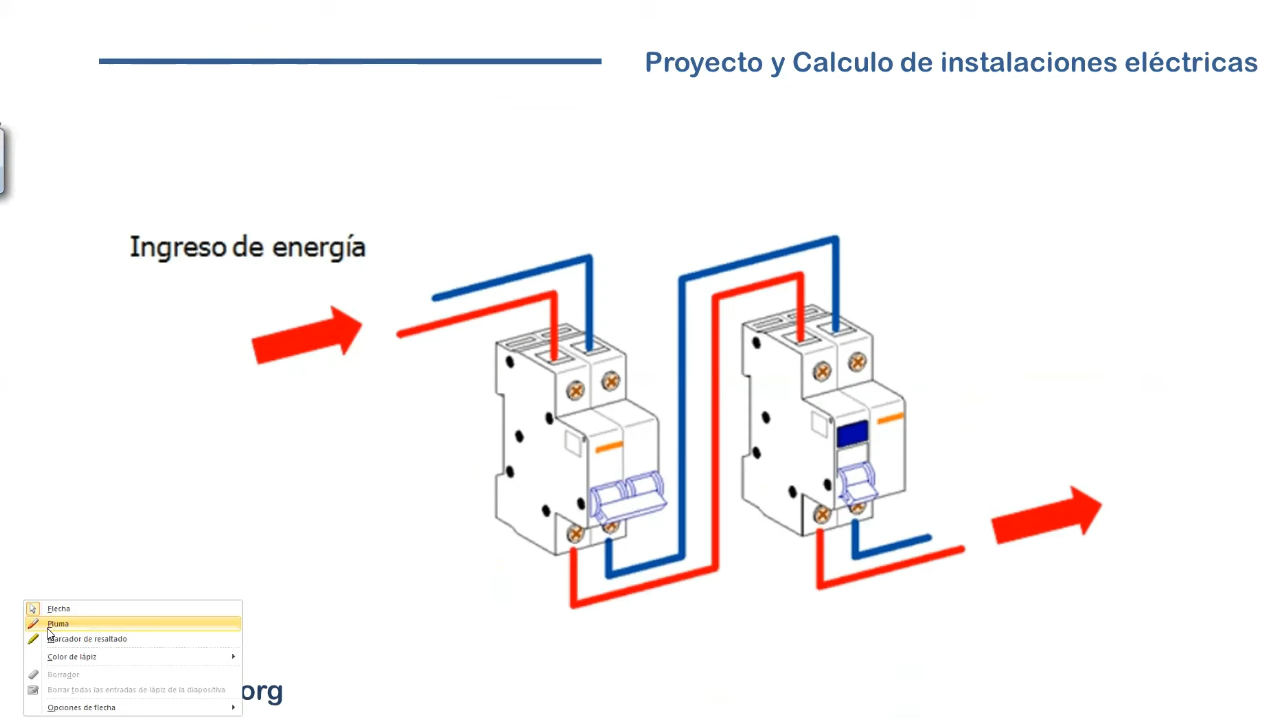 Proyecto y Calculo de instalaciones eléctricas
Ingreso de energía
Flecha
Pluma
Marcador de resaltado
Color de lápiz
Borrador
Borrar todas las entradas de lápiz de la diapositiva
Opciones de flecha
org